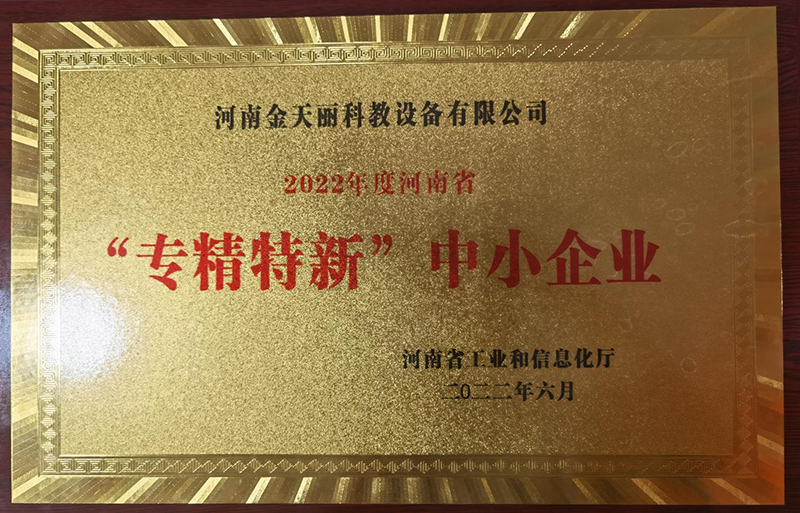 河南金天丽科教设备有限公司
2022年度河南省
“专精特新”中小企业
河南省工业和信息化厅
二〇二二年六月